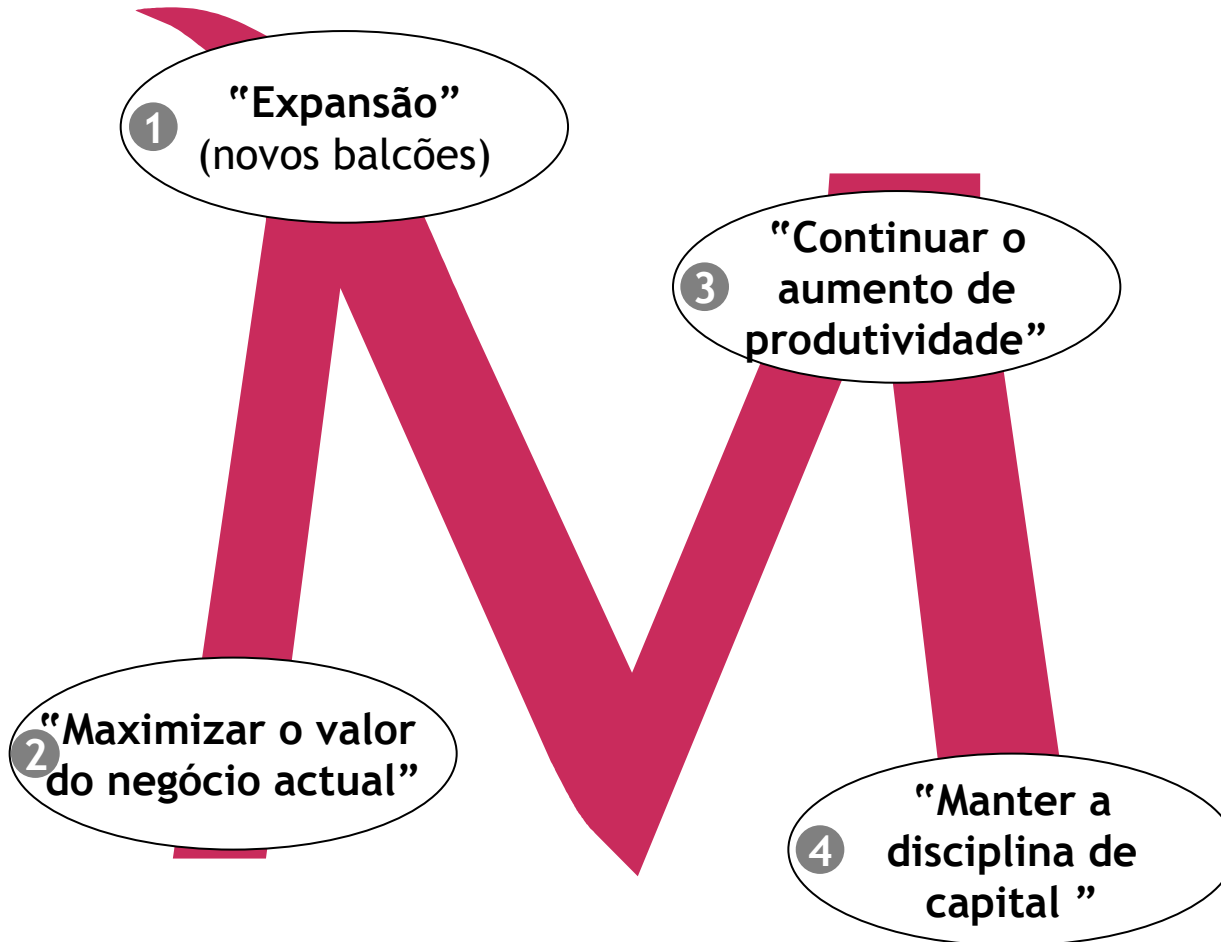 1
“Expansão”
(novos balcões)
2
“Maximizar o valor
do negócio actual”
3
“Continuar o
aumento de
produtividade”
4
“Manter a
disciplina de
capital ”